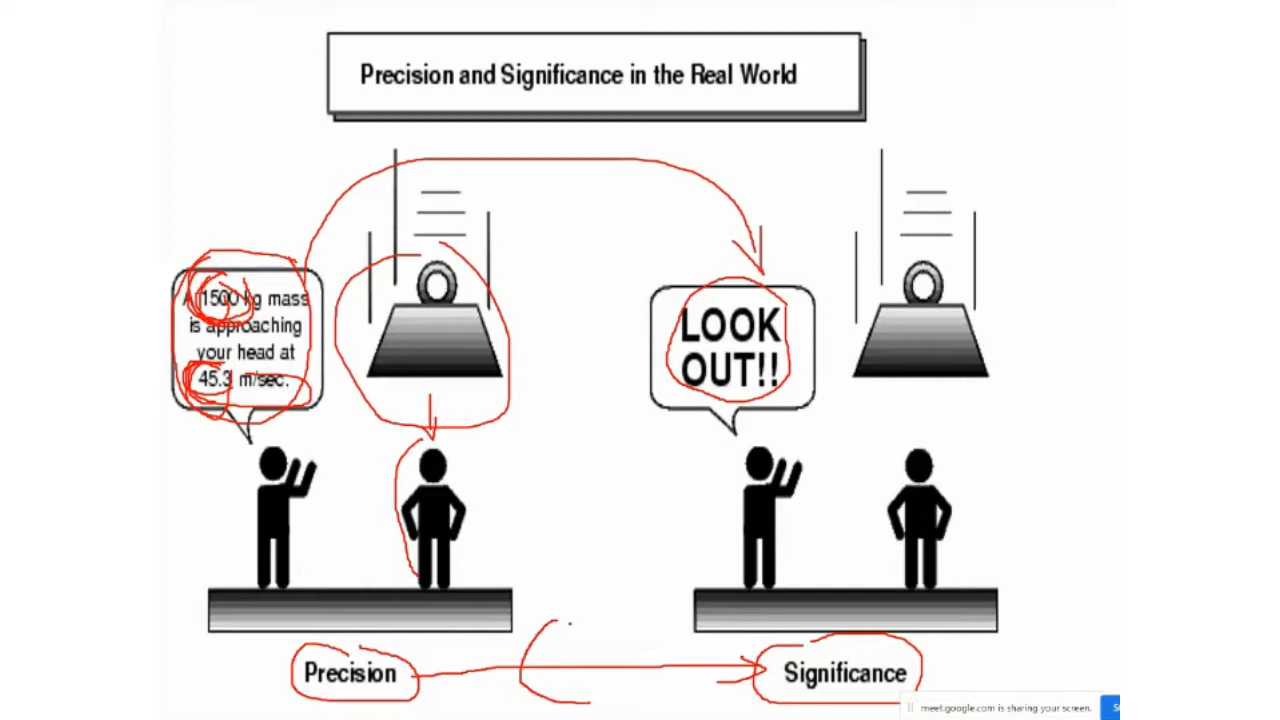 Precision and Significance in the Real World
A 1500 kg mass
is approaching
your head at
45.3 m/sec.
LOOK
OUT!!
Precision
Significance
meet.google.com is sharing your screen.